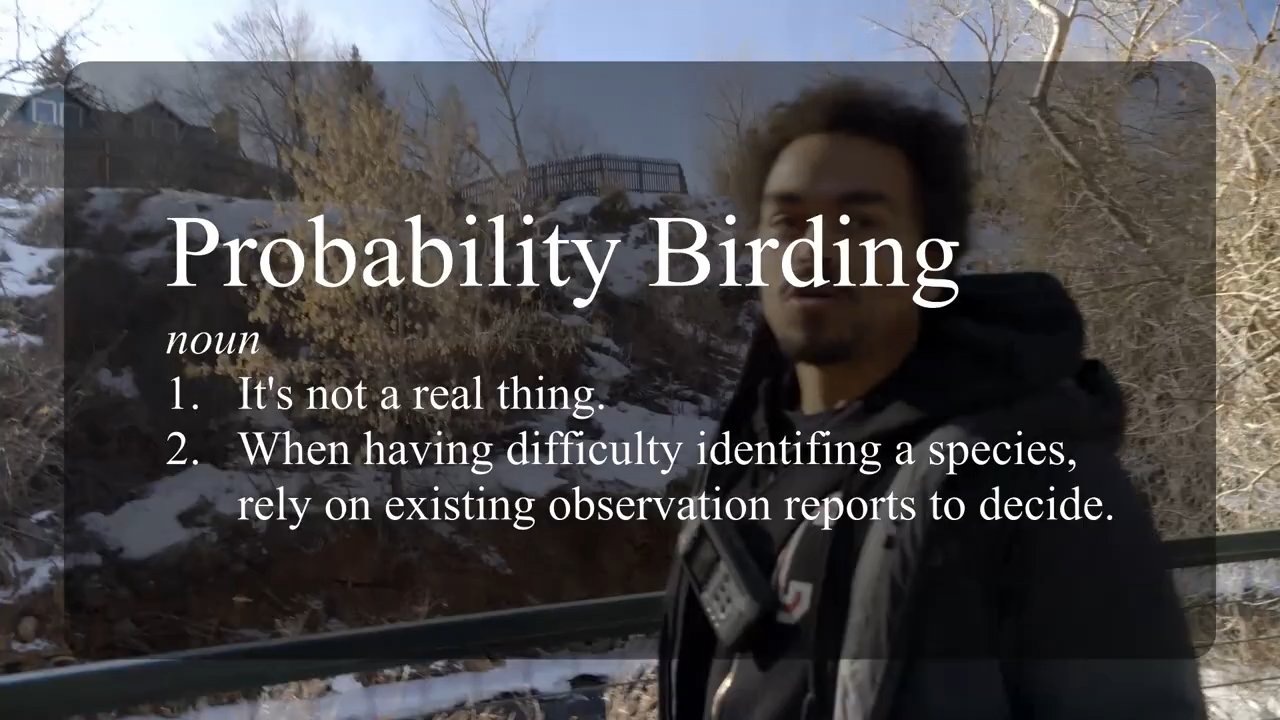 Probability Birding
noun
1. It's not a real thing.
2. When having difficulty identifing a species,
rely on existing observation reports to decide.